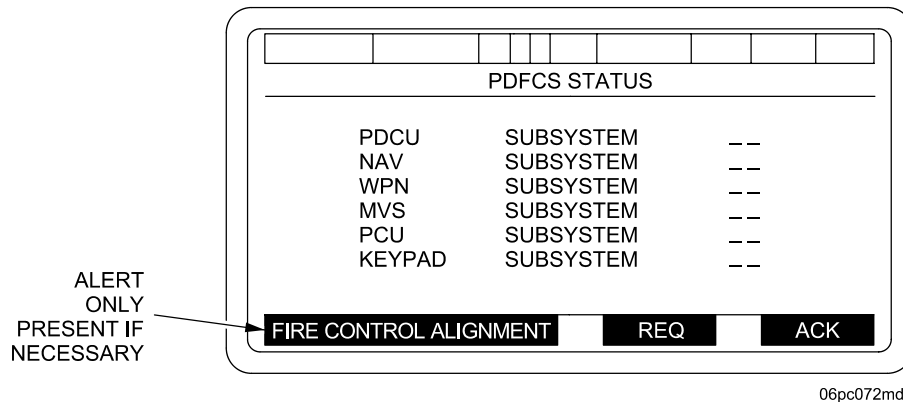 PDFCS STATUS
PDCU SUBSYSTEM _ _
NAV SUBSYSTEM _ _
WPN SUBSYSTEM _ _
MVS SUBSYSTEM _ _
PCU SUBSYSTEM _ _
KEYPAD SUBSYSTEM _ _
ALERT
ONLY
PRESENT IF
NECESSARY
FIRE CONTROL ALIGNMENT REQ ACK
06pc072md